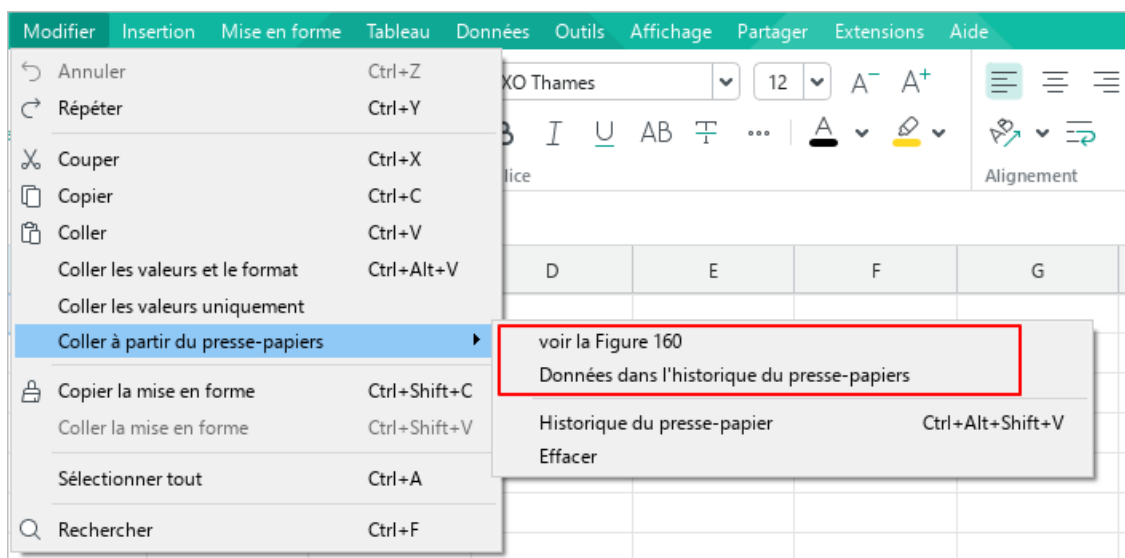 Modifier Insertion Mise en forme Tableau Données Outils Affichage Partager Extensions Aide
Annuler Ctrl+Z
Répéter Ctrl+Y
Couper Ctrl+X
Copier Ctrl+C
Coller Ctrl+V
Coller les valeurs et le format Ctrl+Alt+V
Coller les valeurs uniquement
Coller à partir du presse-papiers
Copier la mise en forme Ctrl+Shift+C
Coller la mise en forme Ctrl+Shift+V
Sélectionner tout Ctrl+A
Rechercher Ctrl+F
XO Thames 12 A- A+
I U AB T ... A
lice Alignement
D E F G
voir la Figure 160
Données dans l'historique du presse-papiers
Historique du presse-papier Ctrl+Alt+Shift+V
Effacer